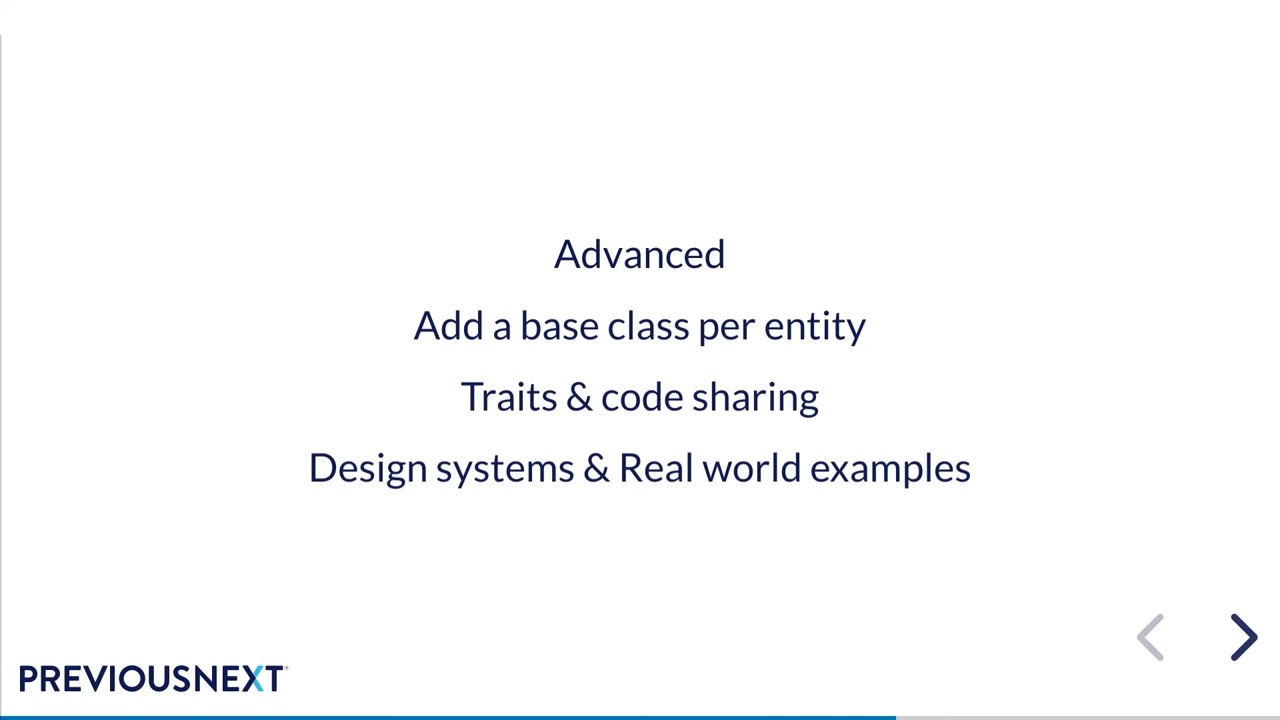 Advanced
Add a base class per entity
Traits & code sharing
Design systems & Real world examples
PREVIOUSNEXT